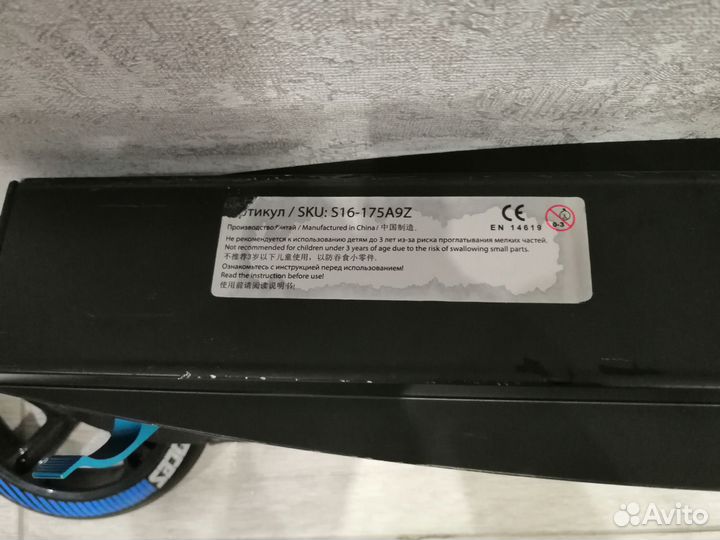 тикул / SKU: S16-175A9Z
Производство:Китай / Manufactured in China / 中国制造.
Не рекомендуется к использованию детям до 3 лет из-за риска проглатывания мелких частей.
Not recommended for children under 3 years of age due to the risk of swallowing small parts.
不推荐3岁以下儿童使用，以防吞食小零件.
Ознакомьтесь с инструкцией перед использованием!
Read the instruction before use!
使用前请阅读说明书!
CE
EN 14619
0-3
Avito